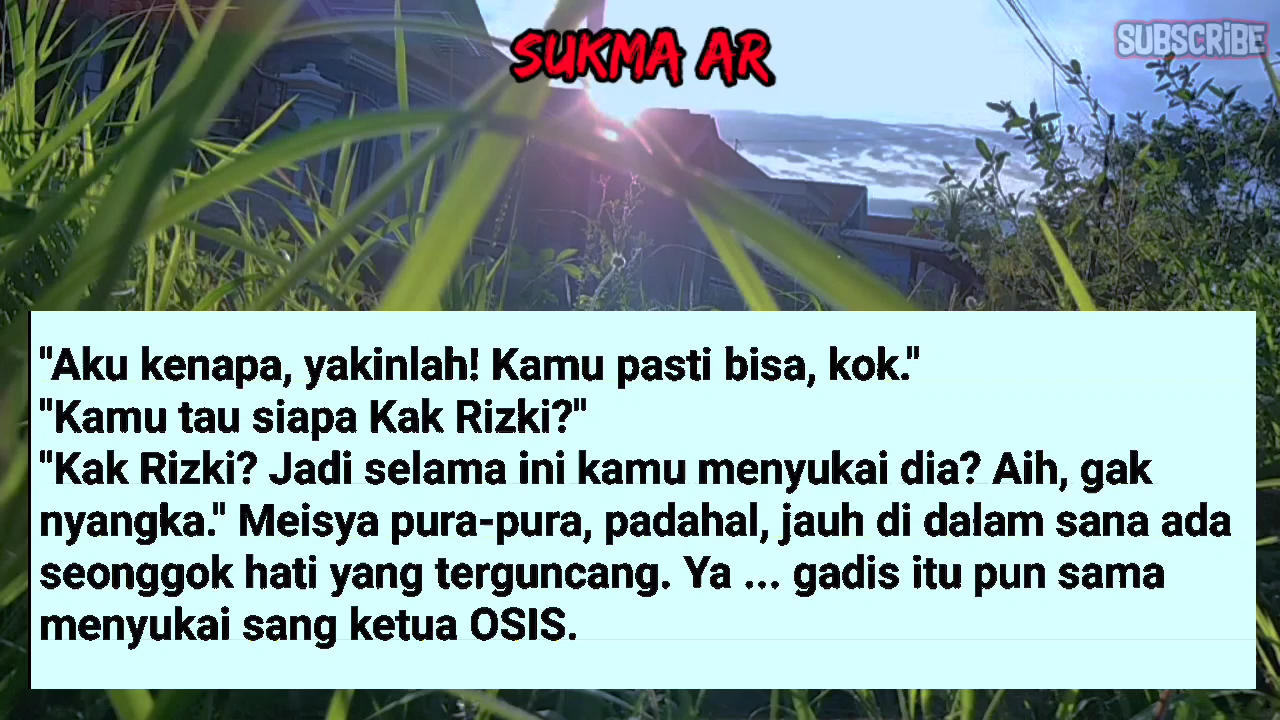 SUKMA AR
SUBSCRiBE
"Aku kenapa, yakinlah! Kamu pasti bisa, kok."
"Kamu tau siapa Kak Rizki?"
"Kak Rizki? Jadi selama ini kamu menyukai dia? Aih, gak
nyangka." Meisya pura-pura, padahal, jauh di dalam sana ada
seonggok hati yang terguncang. Ya ... gadis itu pun sama
menyukai sang ketua OSIS.